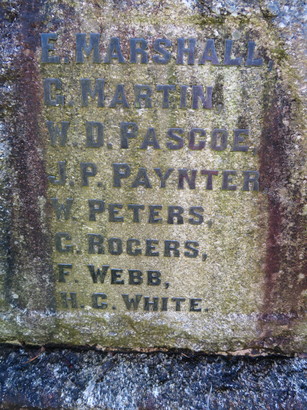 E. MARSHALL
G. MARTIN
W. D. PASCOE.
J. P. PAYNTER
W. PETERS,
G. ROGERS,
F. WEBB,
H. C. WHITE.